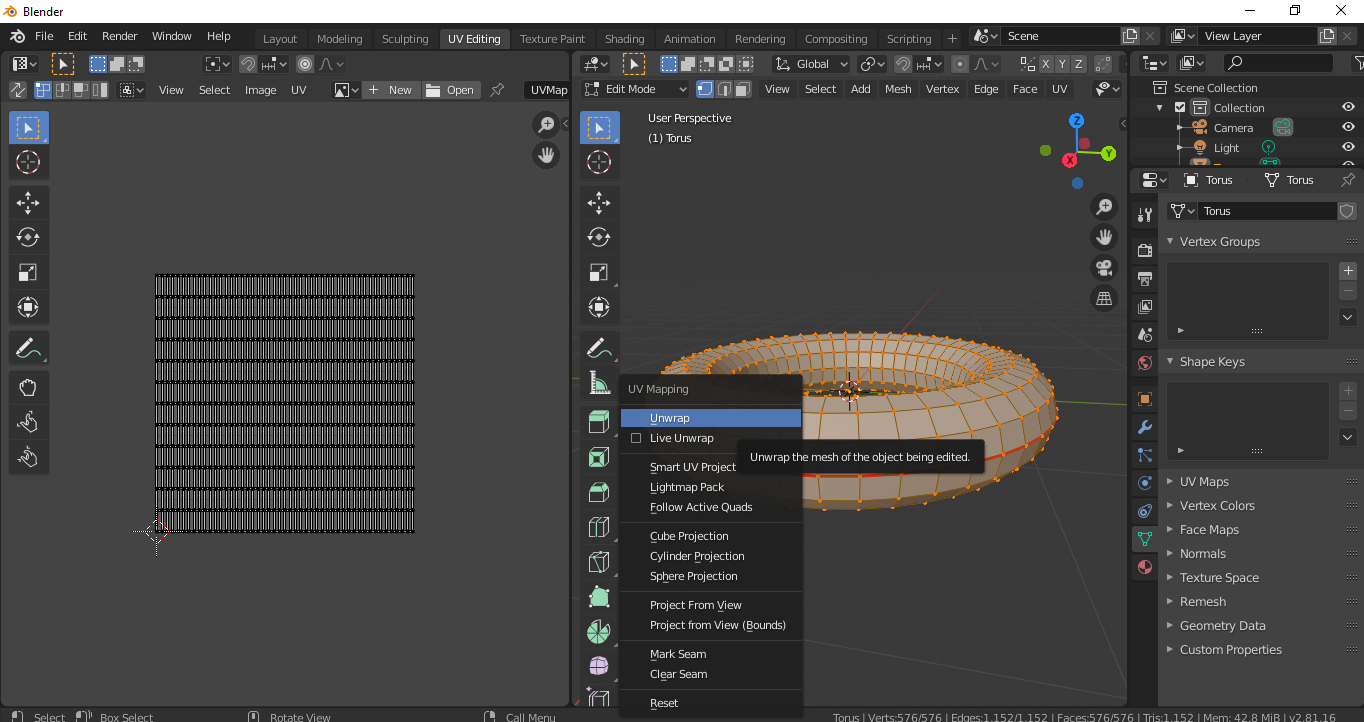 Blender
File Edit Render Window Help Layout Modeling Sculpting UV Editing Texture Paint Shading Animation Rendering Compositing Scripting + Scene View Layer
Global X Y Z
View Select Image UV + New Open UVMap Edit Mode View Select Add Mesh Vertex Edge Face UV
Scene Collection
Collection
Camera
Light
User Perspective
(1) Torus
Z
Y
X
Torus Torus
Torus
Vertex Groups
Shape Keys
UV Maps
Vertex Colors
Face Maps
Normals
Texture Space
Remesh
Geometry Data
Custom Properties
UV Mapping
Unwrap
Live Unwrap
Unwrap the mesh of the object being edited.
Smart UV Project
Lightmap Pack
Follow Active Quads
Cube Projection
Cylinder Projection
Sphere Projection
Project From View
Project from View (Bounds)
Mark Seam
Clear Seam
Reset
Select Box Select Rotate View Call Menu Torus | Verts:576/576 | Edges:1,152/1,152 | Faces:576/576 | Tris:1,152 | Mem: 42.8 MiB | v2.81.16